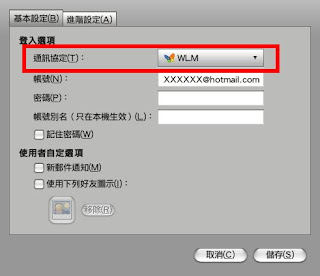 基本設定(B) 進階設定(A)
登入選項
通訊協定(T): WLM
帳號(N): XXXXXX@hotmail.com
密碼(P):
帳號別名（只在本機生效）(L):
記住密碼(W)
使用者自定選項
新郵件通知(M)
使用下列好友圖示(I):
移除(R)
取消(C) 儲存(S)